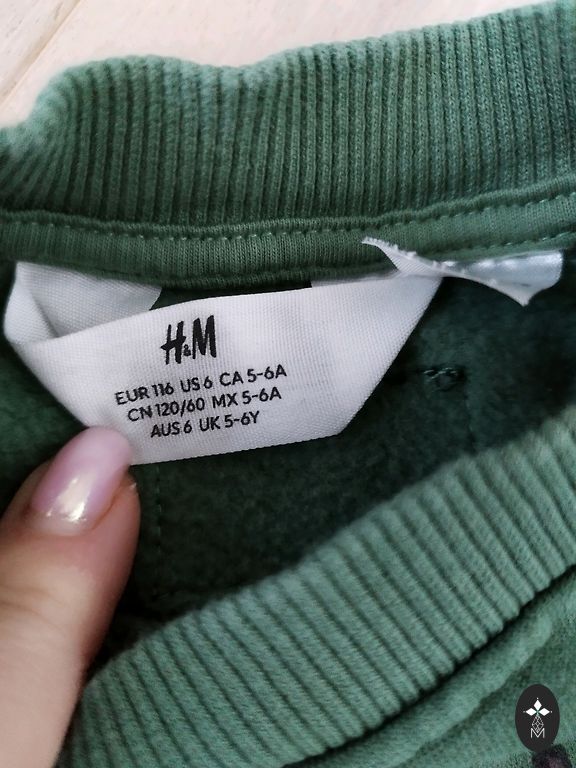 H&M
EUR 116 US 6 CA 5-6A
CN 120/60 MX 5-6A
AUS 6 UK 5-6Y
M